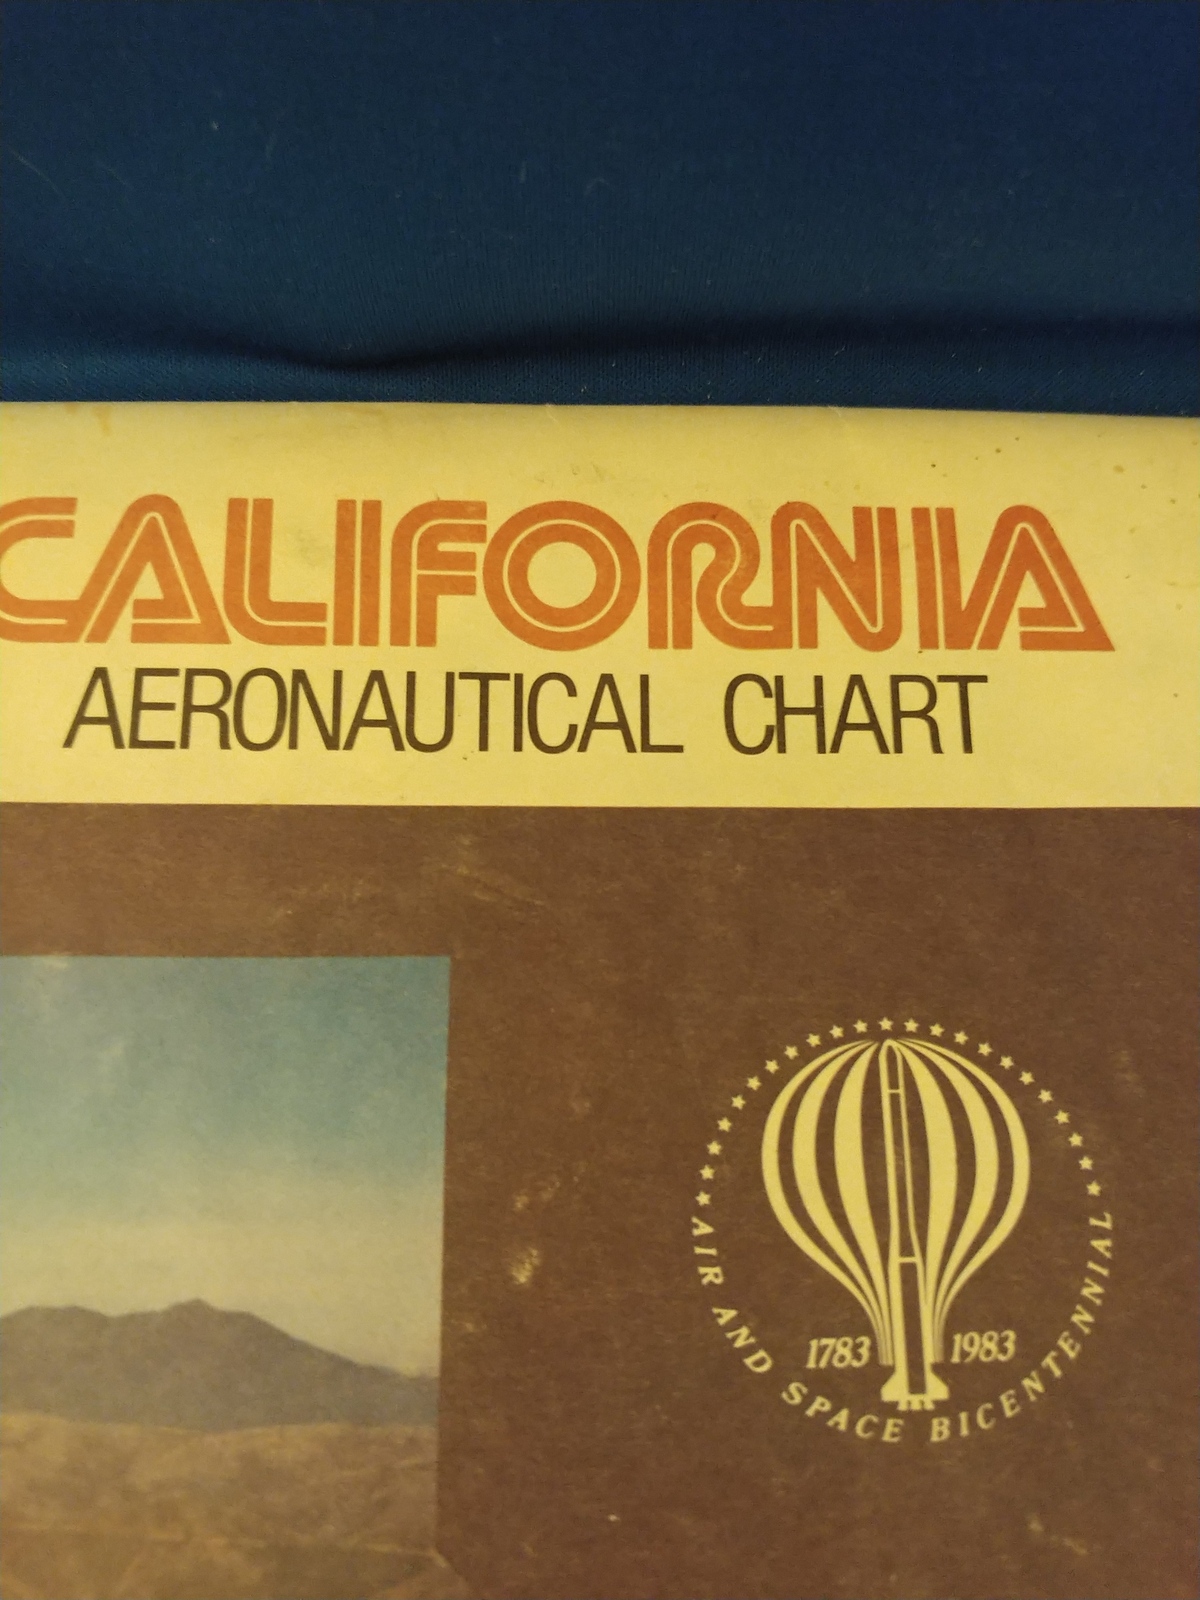 CALIFORNIA
AERONAUTICAL CHART
1783 1983
AIR AND SPACE BICENTENNIAL